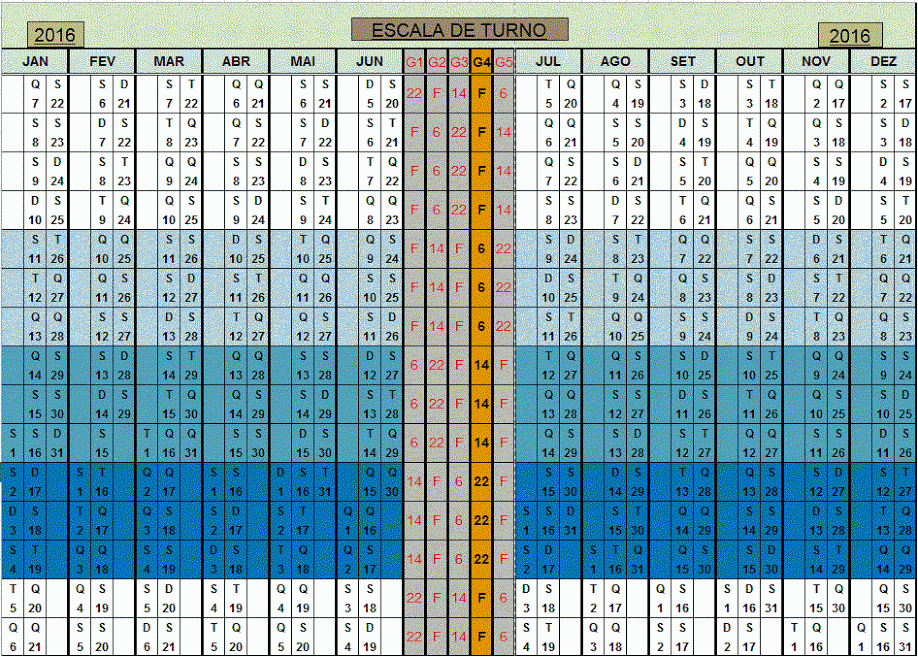 ESCALA DE TURNO
2016 2016
JAN FEV MAR ABR MAI JUN G1 G2 G3 G4 G5 JUL AGO SET OUT NOV DEZ
Q S S D S T Q Q S S D S T Q Q S S D S T Q Q S S
7 22 6 21 7 22 6 21 6 21 5 20 22 F 14 F 6 5 20 4 19 3 18 3 18 2 17 2 17
S S D S T Q Q S S D S T Q Q S S D S T Q Q S S D
8 23 7 22 8 23 7 22 7 22 6 21 F 6 22 F 14 6 21 5 20 4 19 4 19 3 18 3 18
S D S T Q Q S S D S T Q Q S S D S T Q Q S S D S
9 24 8 23 9 24 8 23 8 23 7 22 F 6 22 F 14 7 22 6 21 5 20 5 20 4 19 4 19
D S T Q Q S S D S T Q Q S S D S T Q Q S S D S T
10 25 9 24 10 25 9 24 9 24 8 23 F 6 22 F 14 8 23 7 22 6 21 6 21 5 20 5 20
S T Q Q S S D S T Q Q S S D S T Q Q S S D S T Q
11 26 10 25 11 26 10 25 10 25 9 24 F 14 F 6 22 9 24 8 23 7 22 7 22 6 21 6 21
T Q Q S S D S T Q Q S S D S T Q Q S S D S T Q Q
12 27 11 26 12 27 11 26 11 26 10 25 F 14 F 6 22 10 25 9 24 8 23 8 23 7 22 7 22
Q Q S S D S T Q Q S S D S T Q Q S S D S T Q Q S
13 28 12 27 13 28 12 27 12 27 11 26 F 14 F 6 22 11 26 10 25 9 24 9 24 8 23 8 23
Q S S D S T Q Q S S D S T Q Q S S D S T Q Q S S
14 29 13 28 14 29 13 28 13 28 12 27 6 22 F 14 F 12 27 11 26 10 25 10 25 9 24 9 24
S S D S T Q Q S S D S T Q Q S S D S T Q Q S S D
15 30 14 29 15 30 14 29 14 29 13 28 6 22 F 14 F 13 28 12 27 11 26 11 26 10 25 10 25
S S D S T Q Q S S D S T Q Q S S D S T Q Q S S D S
1 16 31 15 1 16 31 15 30 15 30 14 29 6 22 F 14 F 14 29 13 28 12 27 12 27 11 26 11 26
S D S T Q Q S S D S T Q Q S S D S T Q Q S S D S T
2 17 1 16 2 17 1 16 1 16 31 15 30 14 F 6 22 F 15 30 14 29 13 28 13 28 12 27 12 27
D S T Q Q S S D S T Q Q S S D S T Q Q S S D S T Q
3 18 2 17 3 18 2 17 2 17 1 16 14 F 6 22 F 1 16 31 15 30 14 29 14 29 13 28 13 28
S T Q Q S S D S T Q Q S S D S T Q Q S S D S T Q Q
4 19 3 18 4 19 3 18 3 18 2 17 14 F 6 22 F 2 17 1 16 31 15 30 15 30 14 29 14 29
T Q Q S S D S T Q Q S S D S T Q Q S S D S T Q Q S
5 20 4 19 5 20 4 19 4 19 3 18 22 F 14 F 6 3 18 2 17 1 16 1 16 31 15 30 15 30
Q Q S S D S T Q Q S S D S T Q Q S S D S T Q Q S S
6 21 5 20 6 21 5 20 5 20 4 19 22 F 14 F 6 4 19 3 18 2 17 2 17 1 16 1 16 31